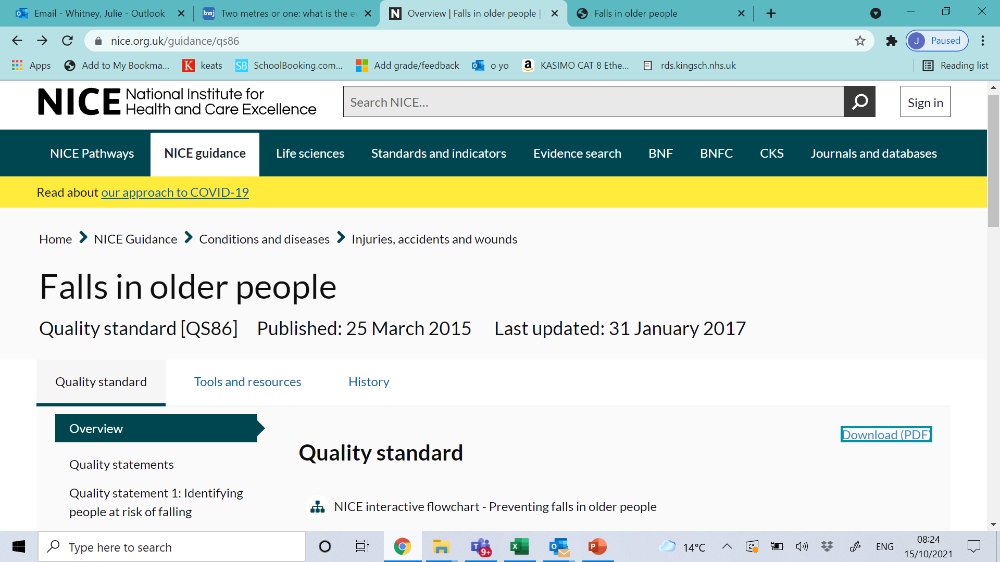 Email - Whitney, Julie - Outlook
Two metres or one: what is the e
Overview | Falls in older people |
Falls in older people
nice.org.uk/guidance/qs86
J Paused
Apps
Add to My Bookma...
keats
SchoolBooking.com...
Add grade/feedback
o yo
KASIMO CAT 8 Ethe...
rds.kingsch.nhs.uk
Reading list
NICE National Institute for
Health and Care Excellence
Search NICE...
Sign in
NICE Pathways
NICE guidance
Life sciences
Standards and indicators
Evidence search
BNF
BNFC
CKS
Journals and databases
Read about our approach to COVID-19
Home
NICE Guidance
Conditions and diseases
Injuries, accidents and wounds
Falls in older people
Quality standard [QS86] Published: 25 March 2015 Last updated: 31 January 2017
Quality standard
Tools and resources
History
Overview
Quality statements
Quality statement 1: Identifying
people at risk of falling
Download (PDF)
Quality standard
NICE interactive flowchart - Preventing falls in older people
Type here to search
9+
14°C
ENG
08:24
15/10/2021